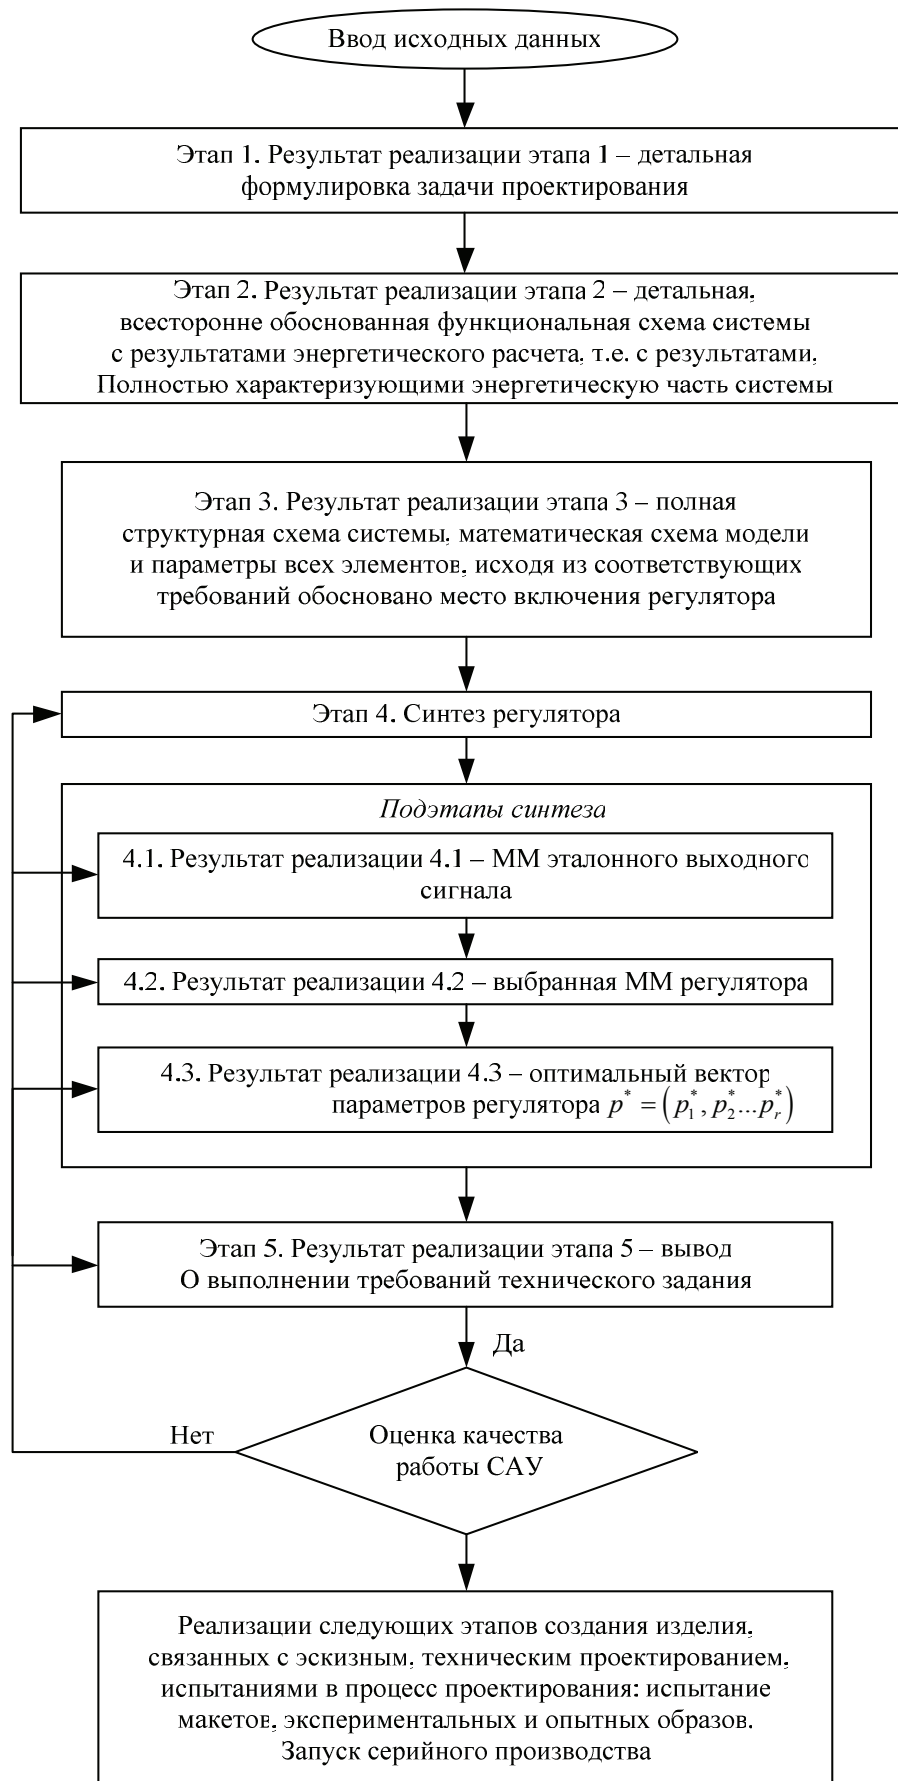 Ввод исходных данных
Этап 1. Результат реализации этапа 1 – детальная
формулировка задачи проектирования
Этап 2. Результат реализации этапа 2 – детальная,
всесторонне обоснованная функциональная схема системы
с результатами энергетического расчета, т.е. с результатами,
Полностью характеризующими энергетическую часть системы
Этап 3. Результат реализации этапа 3 – полная
структурная схема системы, математическая схема модели
и параметры всех элементов, исходя из соответствующих
требований обосновано место включения регулятора
Этап 4. Синтез регулятора
Подэтапы синтеза
4.1. Результат реализации 4.1 – ММ эталонного выходного
сигнала
4.2. Результат реализации 4.2 – выбранная ММ регулятора
4.3. Результат реализации 4.3 – оптимальный вектор
параметров регулятора p* = (p₁*, p₂*...pᵣ*)
Этап 5. Результат реализации этапа 5 – вывод
О выполнении требований технического задания
Да
Нет
Оценка качества
работы САУ
Реализации следующих этапов создания изделия,
связанных с эскизным, техническим проектированием,
испытаниями в процесс проектирования: испытание
макетов, экспериментальных и опытных образов.
Запуск серийного производства